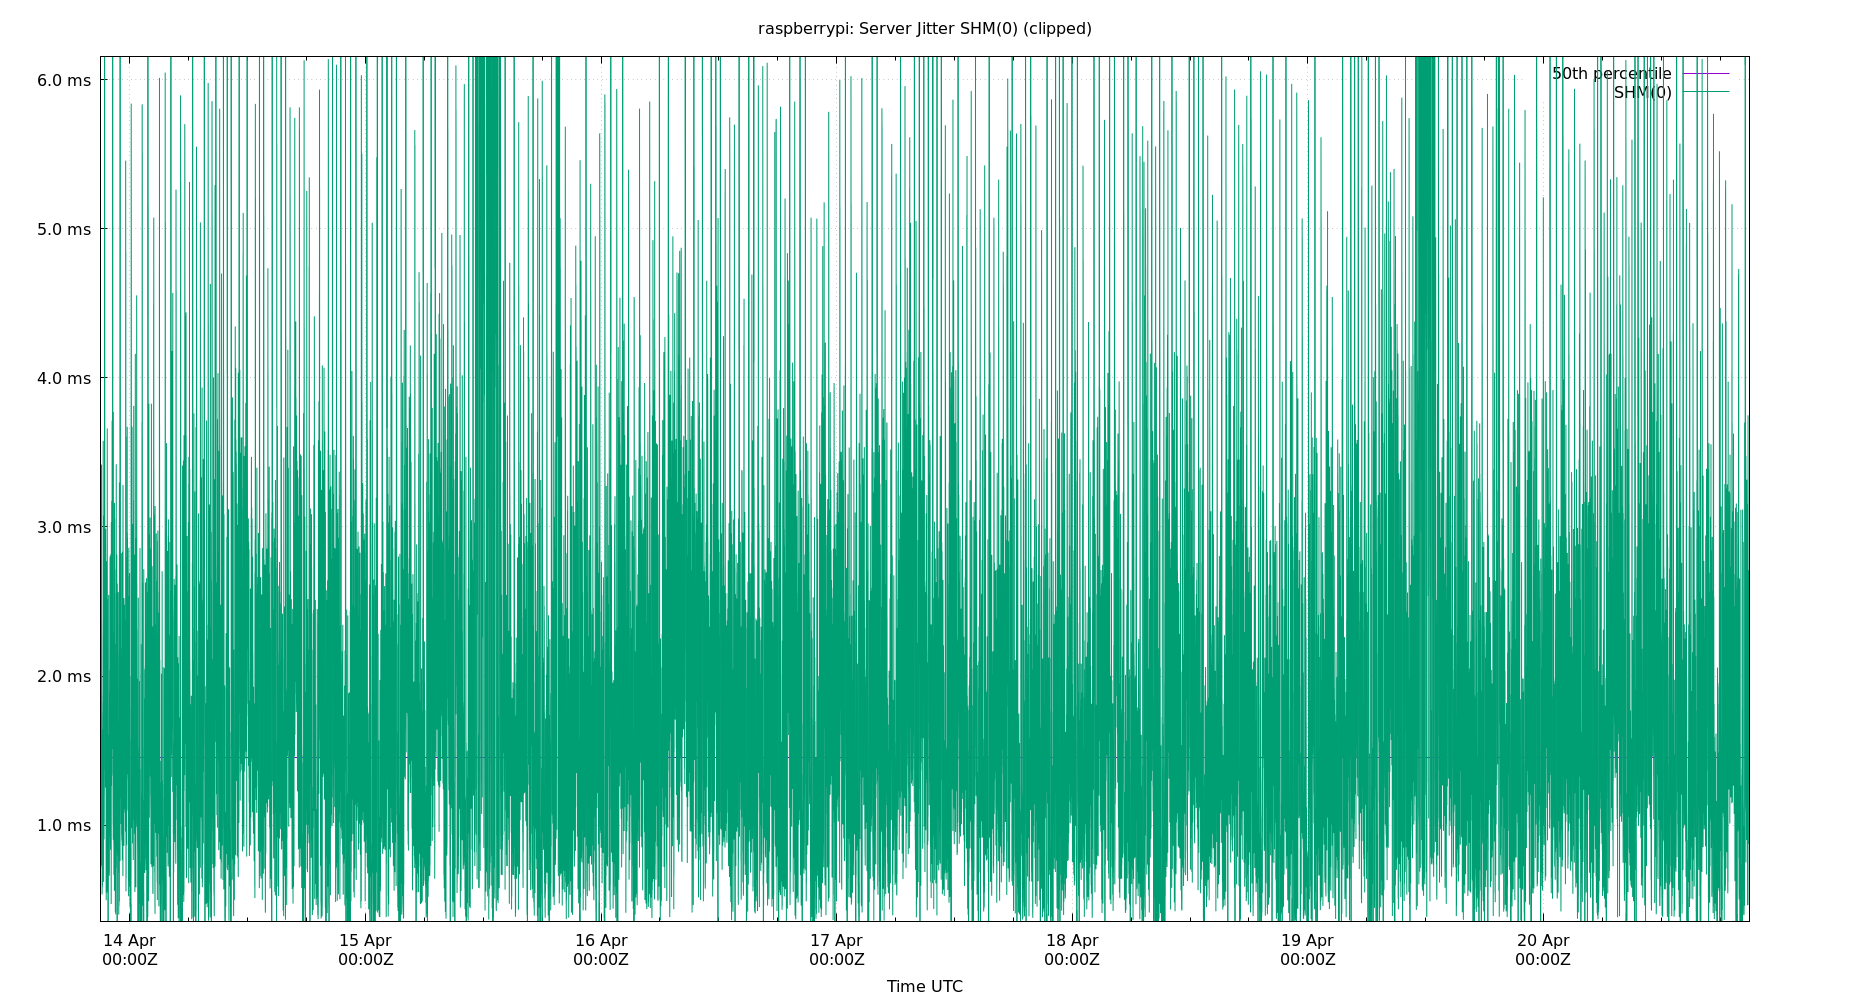 raspberrypi: Server Jitter SHM(0) (clipped)
6.0 ms
5.0 ms
4.0 ms
3.0 ms
2.0 ms
1.0 ms
50th percentile
SHM(0)
14 Apr
00:00Z
15 Apr
00:00Z
16 Apr
00:00Z
17 Apr
00:00Z
18 Apr
00:00Z
19 Apr
00:00Z
20 Apr
00:00Z
Time UTC